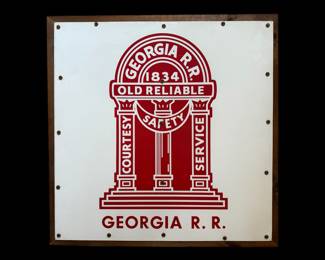 GEORGIA R.R.
1834
OLD RELIABLE
SAFETY
COURTESY
SERVICE
GEORGIA R. R.